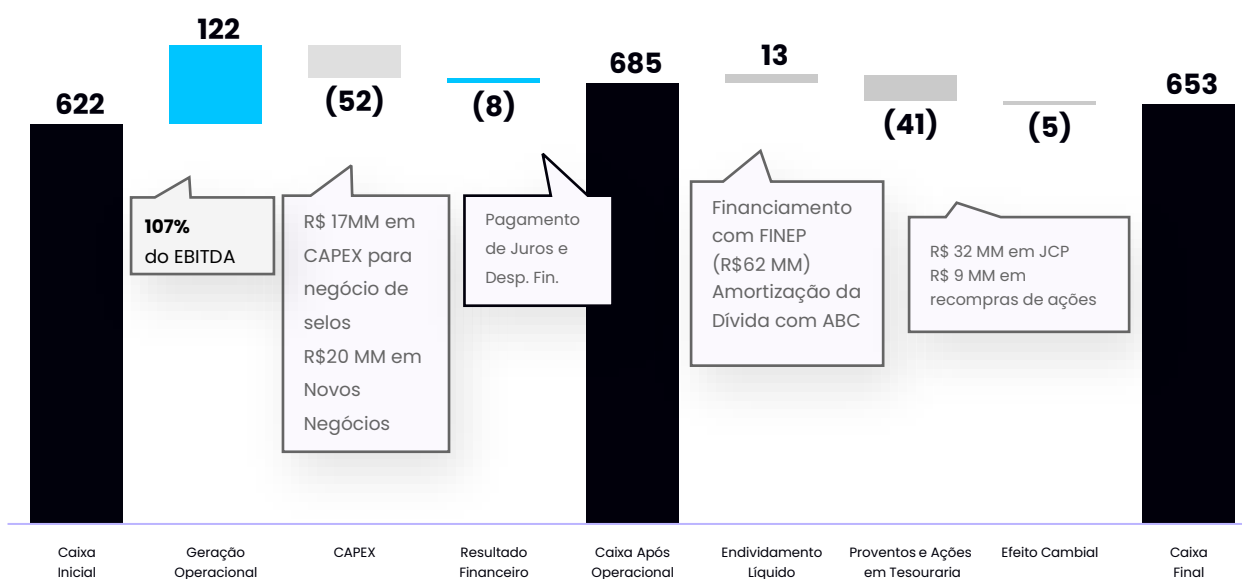 122
13
685
653
622
(52)
(8)
(41)
(5)
107%
do EBITDA
R$ 17MM em
CAPEX para
negócio de
selos
R$20 MM em
Novos
Negócios
Pagamento
de Juros e
Desp. Fin.
Financiamento
com FINEP
(R$62 MM)
Amortização da
Dívida com ABC
R$ 32 MM em JCP
R$ 9 MM em
recompras de ações
Caixa
Inicial
Geração
Operacional
CAPEX
Resultado
Financeiro
Caixa Após
Operacional
Endividamento
Líquido
Proventos e Ações
em Tesouraria
Efeito Cambial
Caixa
Final